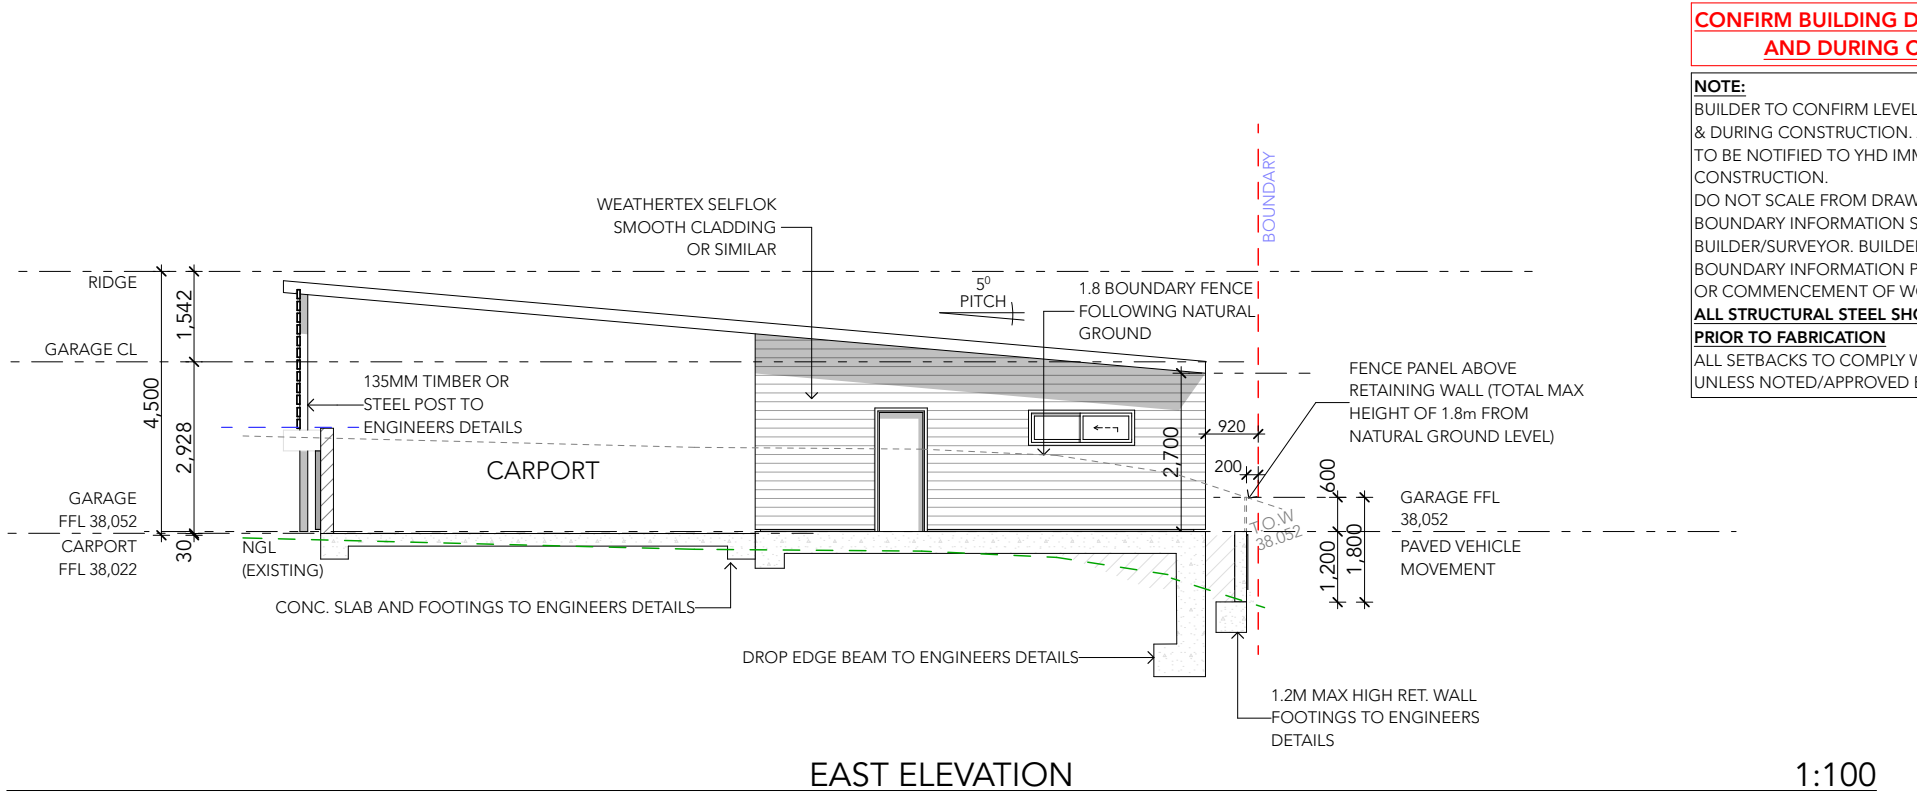 CONFIRM BUILDING D
AND DURING C
NOTE:
BUILDER TO CONFIRM LEVEL
& DURING CONSTRUCTION.
TO BE NOTIFIED TO YHD IMM
CONSTRUCTION.
DO NOT SCALE FROM DRAW
BOUNDARY INFORMATION S
BUILDER/SURVEYOR. BUILDER
BOUNDARY INFORMATION P
OR COMMENCEMENT OF WO
ALL STRUCTURAL STEEL SHO
PRIOR TO FABRICATION
ALL SETBACKS TO COMPLY W
UNLESS NOTED/APPROVED B
BOUNDARY
WEATHERTEX SELFLOK
SMOOTH CLADDING
OR SIMILAR
RIDGE
1,542
5⁰
PITCH
1.8 BOUNDARY FENCE
FOLLOWING NATURAL
GROUND
GARAGE CL
4,500
2,928
135MM TIMBER OR
STEEL POST TO
ENGINEERS DETAILS
CARPORT
2,700
920
200
FENCE PANEL ABOVE
RETAINING WALL (TOTAL MAX
HEIGHT OF 1.8m FROM
NATURAL GROUND LEVEL)
600
GARAGE
FFL 38,052
CARPORT
FFL 38,022
30
NGL
(EXISTING)
T.O.W
38.052
1,200
1,800
GARAGE FFL
38,052
PAVED VEHICLE
MOVEMENT
CONC. SLAB AND FOOTINGS TO ENGINEERS DETAILS
DROP EDGE BEAM TO ENGINEERS DETAILS
1.2M MAX HIGH RET. WALL
FOOTINGS TO ENGINEERS
DETAILS
EAST ELEVATION
1:100